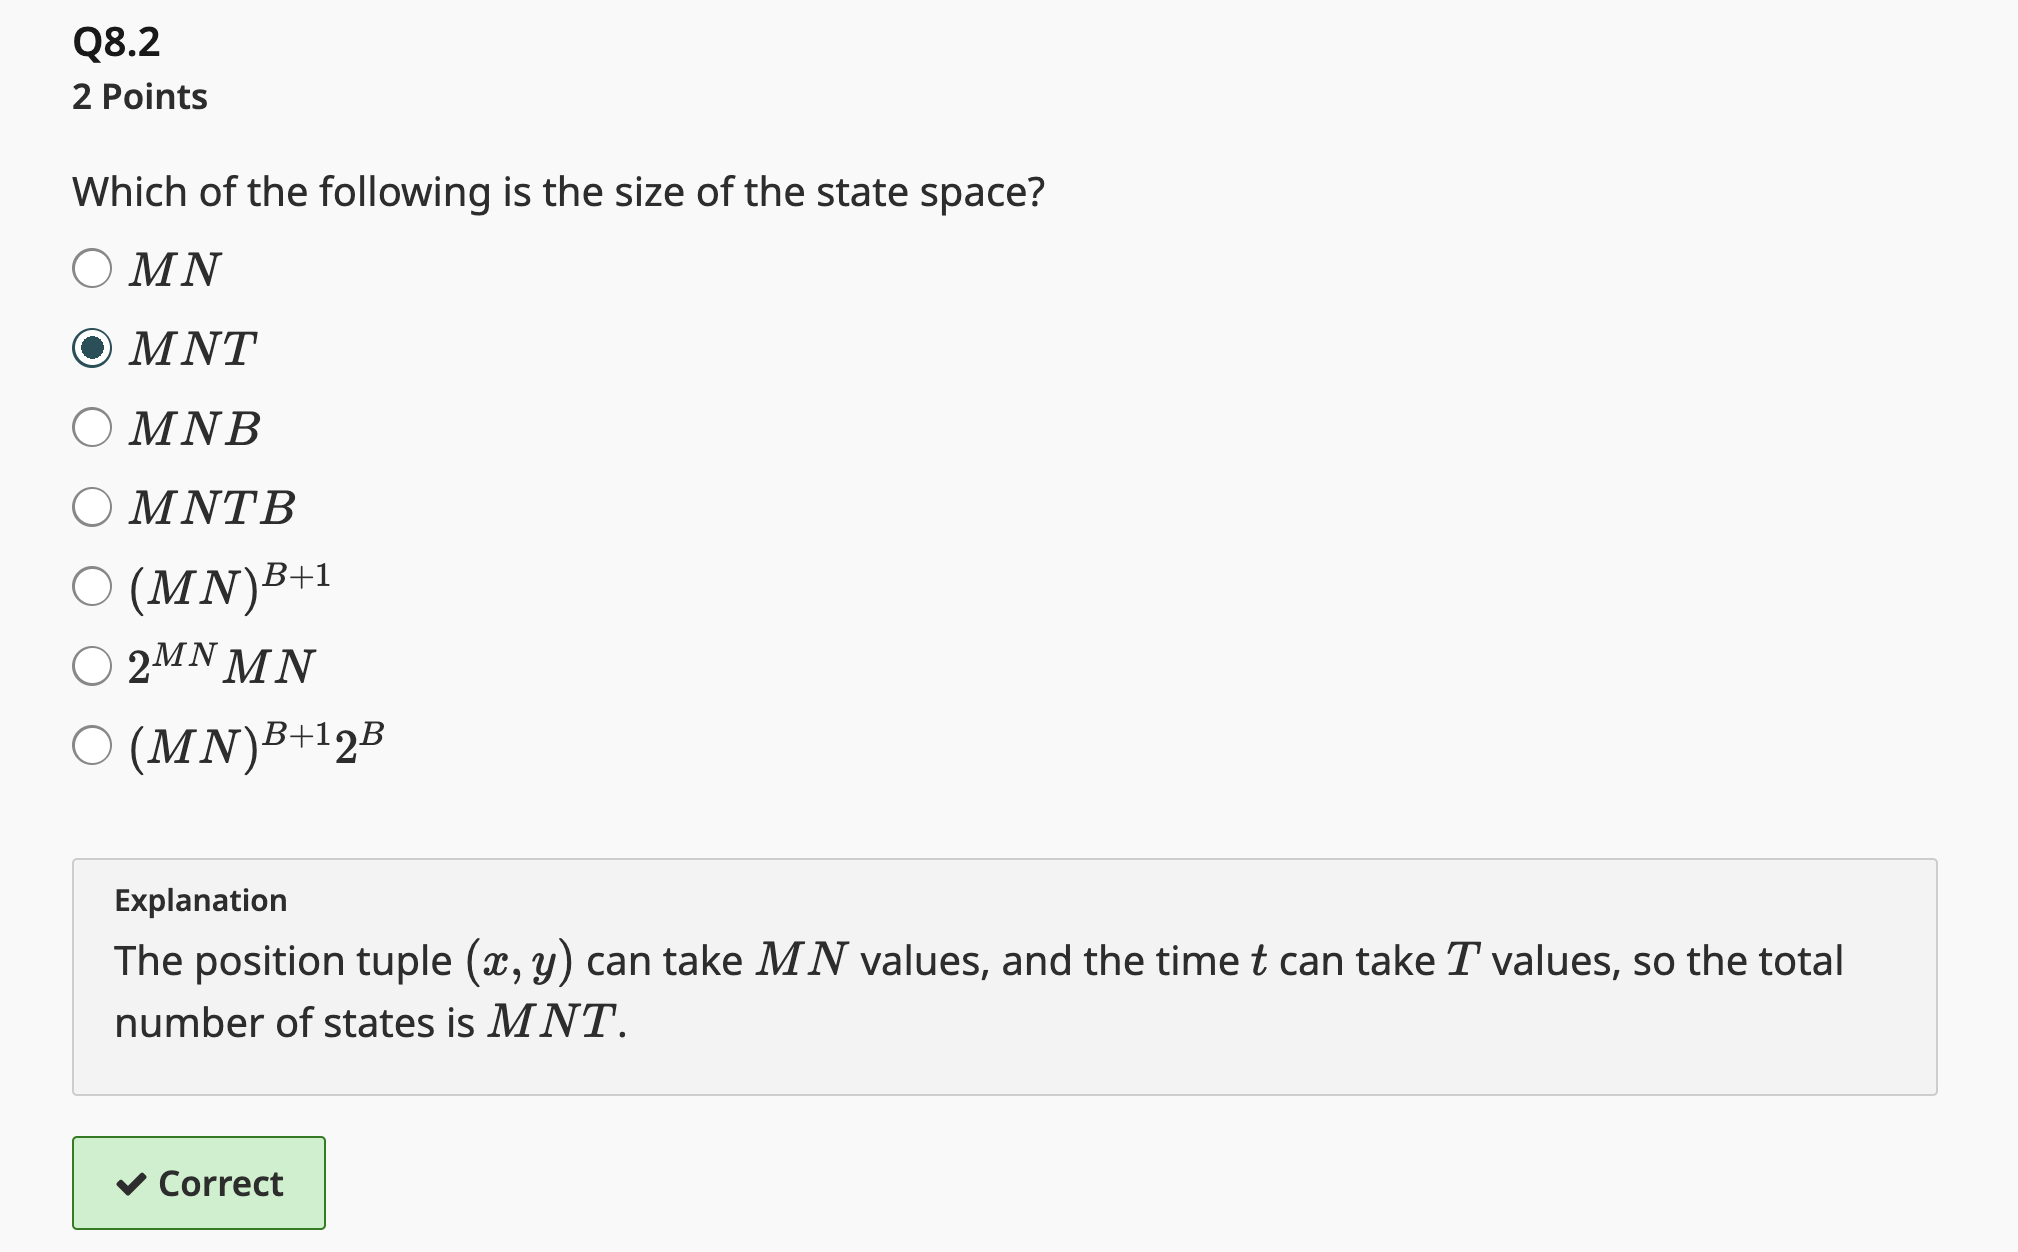 Q8.2
2 Points
Which of the following is the size of the state space?
MN
MNT
MNB
MNTB
(MN)^{B+1}
2^{MN}MN
(MN)^{B+1}2^{B}
Explanation
The position tuple (x, y) can take MN values, and the time t can take T values, so the total
number of states is MNT.
✔ Correct